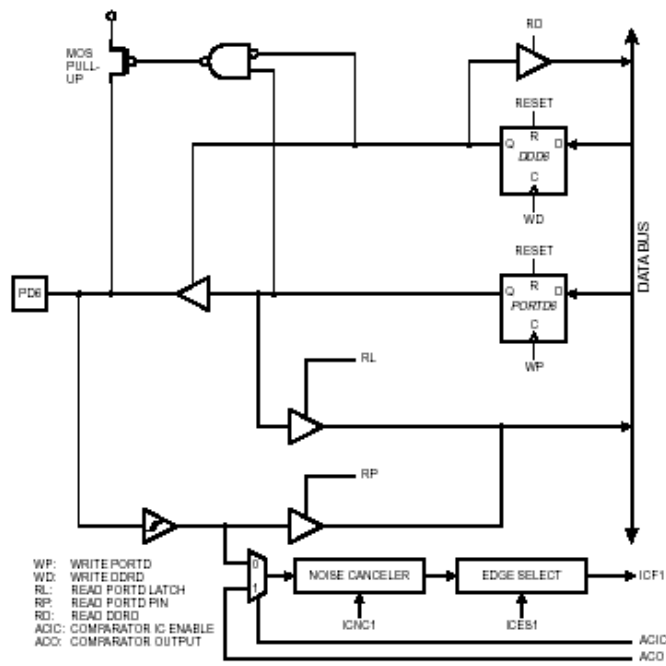 RD
MOS
PULL-
UP
RESET
R
Q DDD6 D
C
WD
DATA BUS
RESET
PD6
R
Q PORTD6 D
C
WP
RL
RP
WP: WRITE PORTD
WD: WRITE DDRD
RL: READ PORTD LATCH
RP: READ PORTD PIN
RD: READ DDRD
ACIC: COMPARATOR IC ENABLE
ACO: COMPARATOR OUTPUT
0
1
NOISE CANCELER
EDGE SELECT
ICF1
ICNC1
ICES1
ACIC
ACO